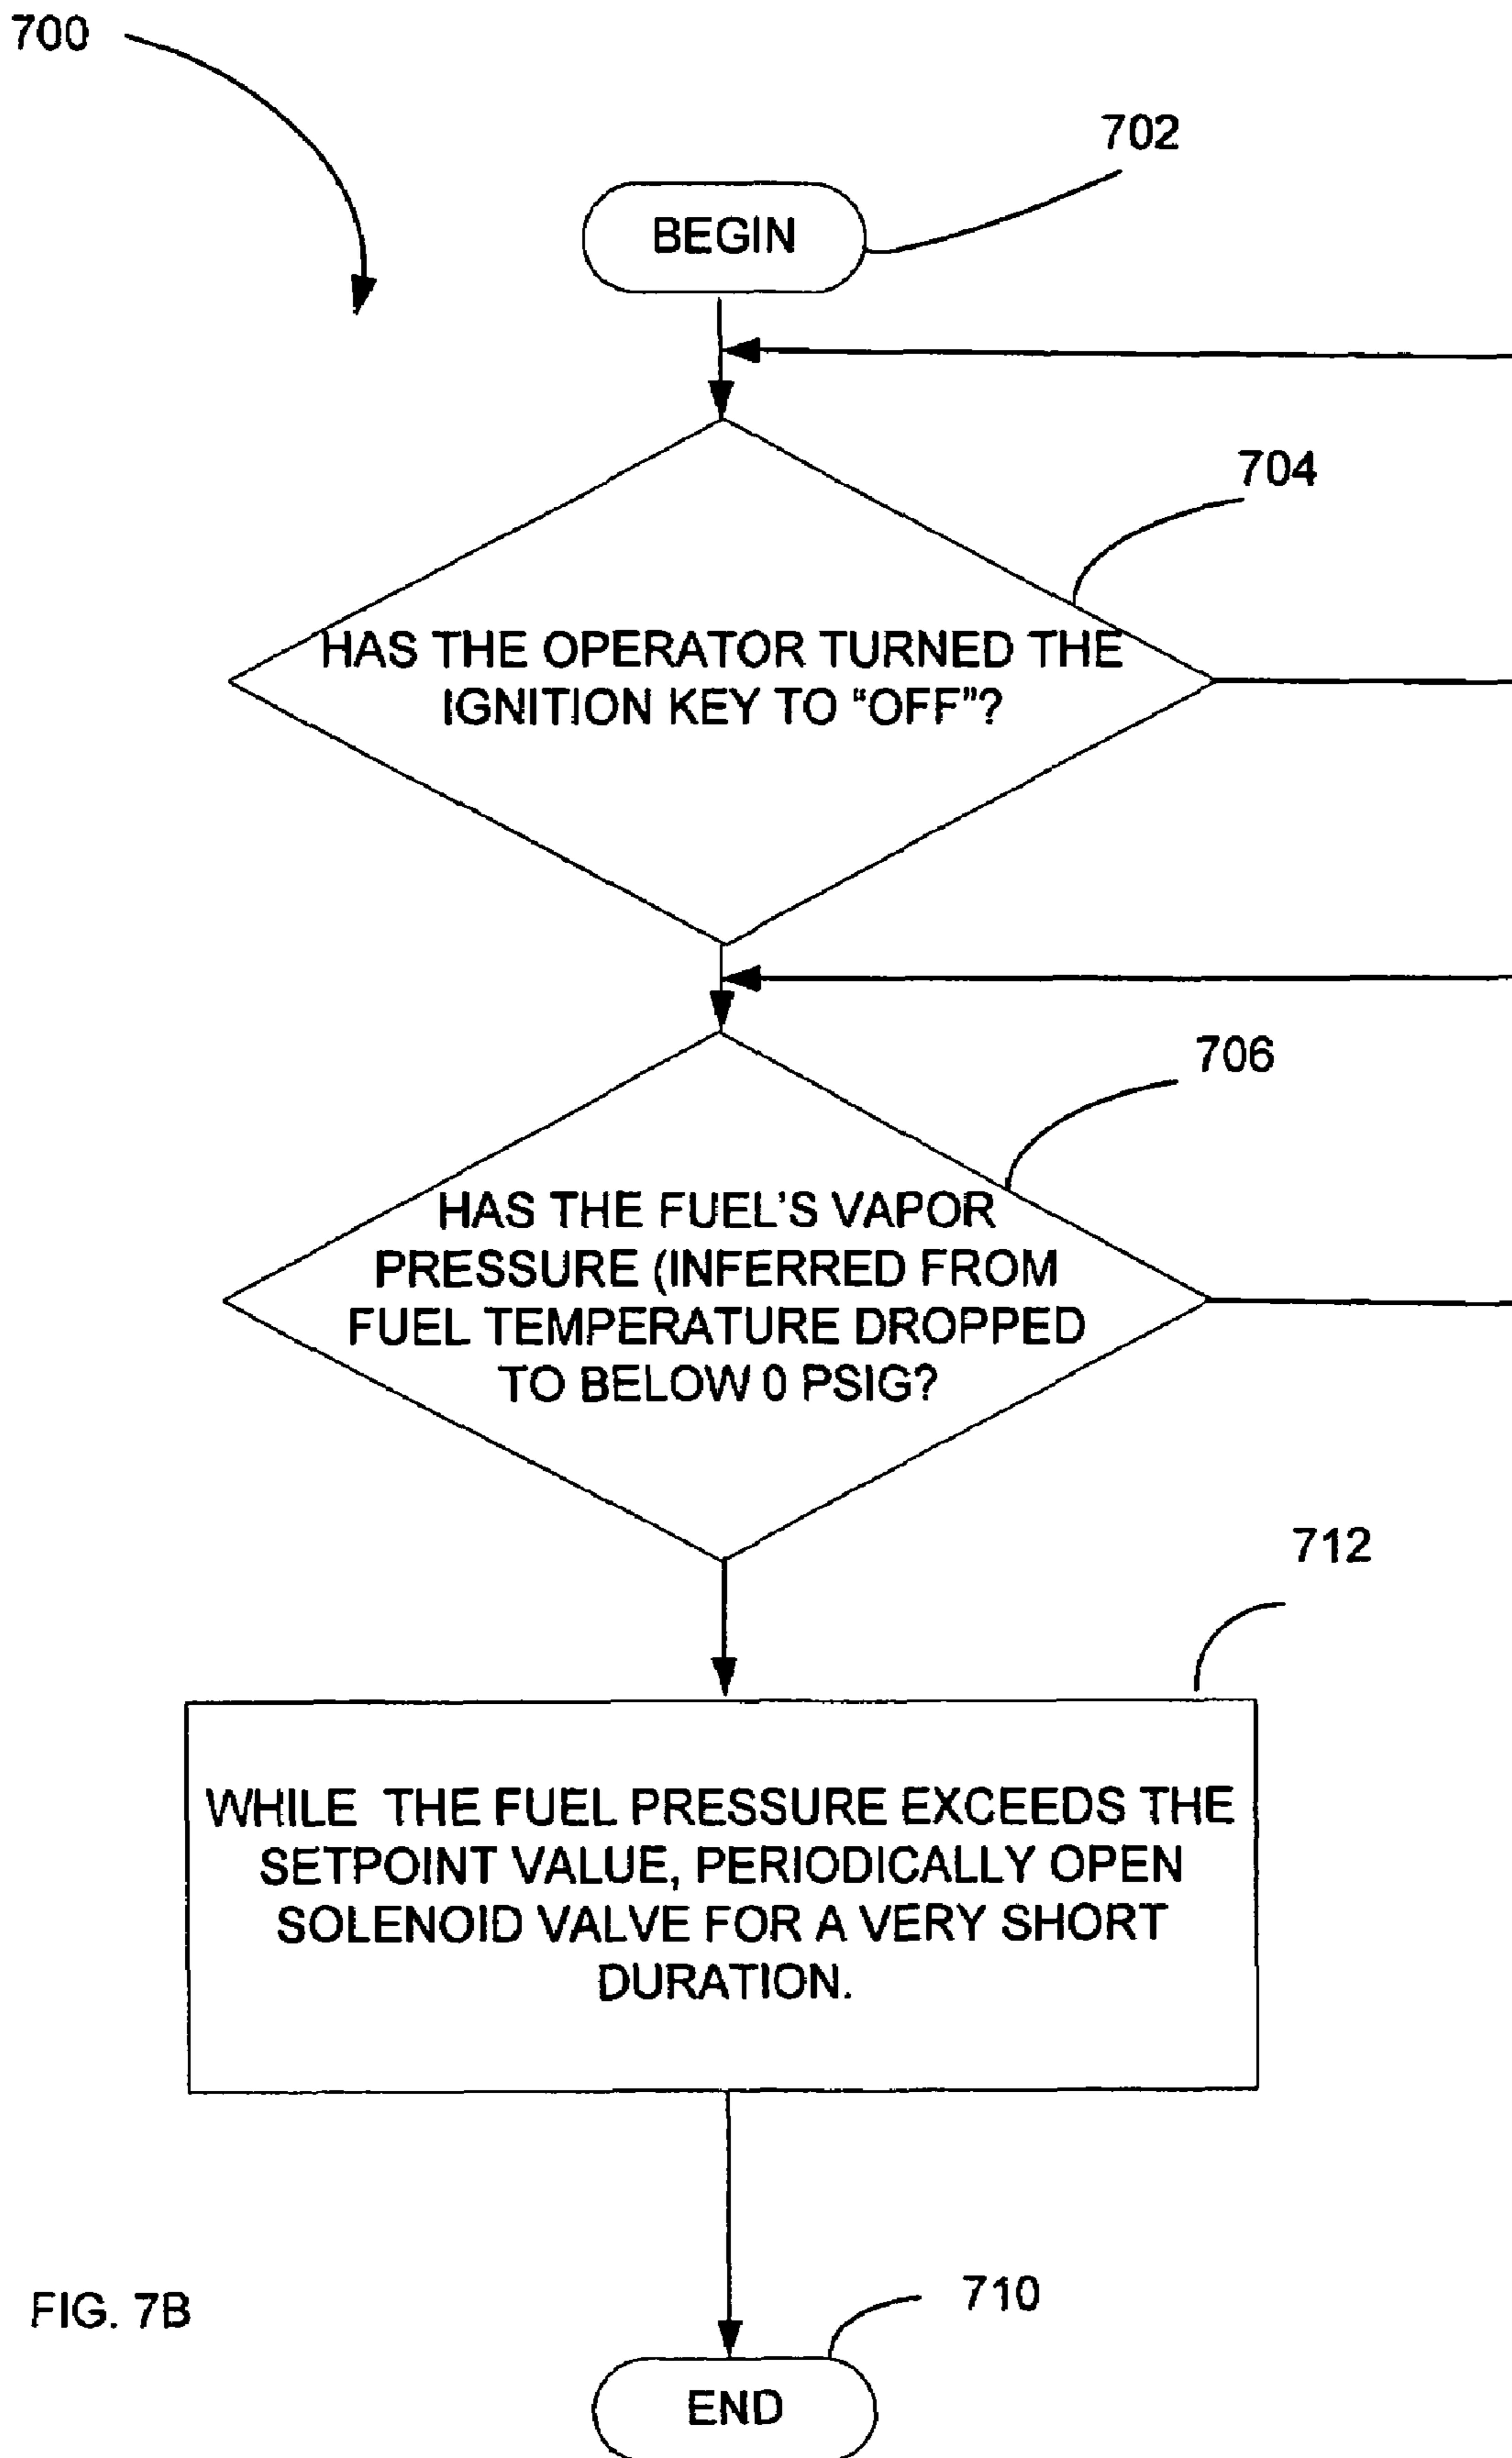 700
702
BEGIN
704
HAS THE OPERATOR TURNED THE
IGNITION KEY TO “OFF”?
706
HAS THE FUEL’S VAPOR
PRESSURE (INFERRED FROM
FUEL TEMPERATURE DROPPED
TO BELOW 0 PSIG?
712
WHILE THE FUEL PRESSURE EXCEEDS THE
SETPOINT VALUE, PERIODICALLY OPEN
SOLENOID VALVE FOR A VERY SHORT
DURATION.
710
FIG. 7B
END